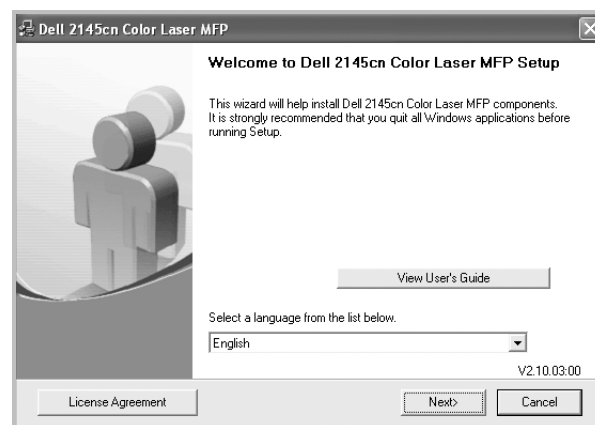 Dell 2145cn Color Laser MFP
Welcome to Dell 2145cn Color Laser MFP Setup
This wizard will help install Dell 2145cn Color Laser MFP components.
It is strongly recommended that you quit all Windows applications before
running Setup.
View User's Guide
Select a language from the list below.
English
V2.10.03:00
License Agreement
Next>
Cancel